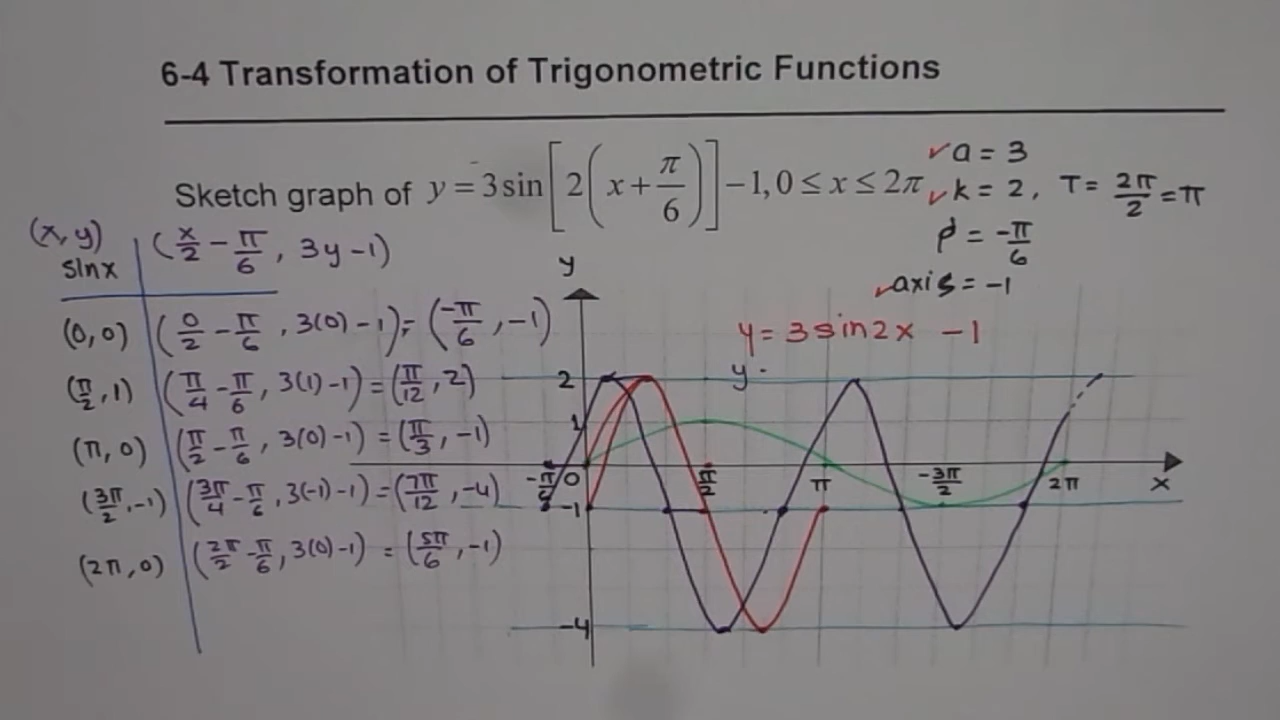 6-4 Transformation of Trigonometric Functions
Sketch graph of y = 3 sin[2(x + π/6)] − 1, 0 ≤ x ≤ 2π
a = 3
k = 2, T = 2π/2 = π
p = −π/6
axis = −1
(x, y)
sinx
(x/2 − π/6, 3y − 1)
(0, 0) (0/2 − π/6, 3(0) − 1) = (−π/6, −1)
(π/2, 1) (π/4 − π/6, 3(1) − 1) = (π/12, 2)
(π, 0) (π/2 − π/6, 3(0) − 1) = (π/3, −1)
(3π/2, −1) (3π/4 − π/6, 3(−1) − 1) = (7π/12, −4)
(2π, 0) (2π/2 − π/6, 3(0) − 1) = (5π/6, −1)
y
y = 3 sin2x − 1
y
2
1
−π/6 0 π/2 π −3π/2 2π x
−1
−4